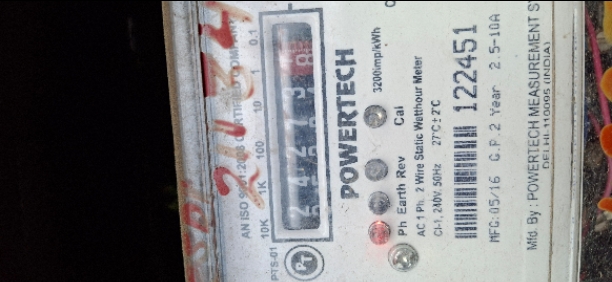 AN ISO 9001:2008
10K 1K 100 10 1 0.1
PTS-01
PT
POWERTECH
3200imp/kWh
Ph Earth Rev Cal
AC 1 Ph. 2 Wire Static Watthour Meter
Cl-1, 240V, 50Hz 27°C±2°C
122451
MFG:05/16 G.P.2 Year 2.5-10A
Mfd. By : POWERTECH MEASUREMENT
DELHI-110095 (INDIA)